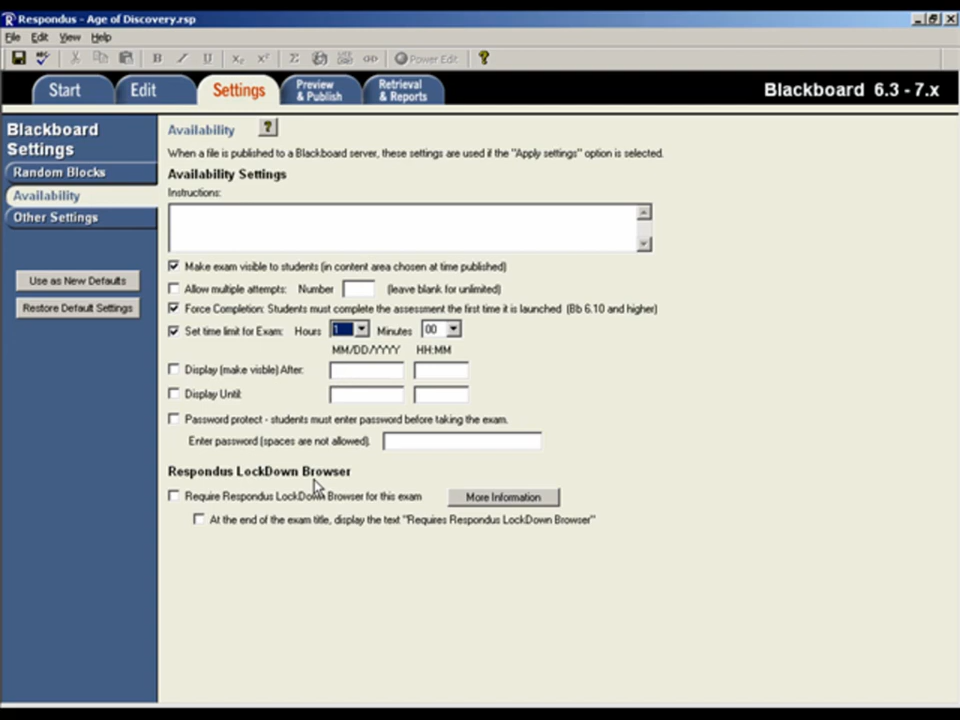 Respondus - Age of Discovery.rsp
File Edit View Help
B I U X₂ X² Σ Power Edit ?
Start Edit Settings Preview & Publish Retrieval & Reports Blackboard 6.3 - 7.x
Blackboard Settings
Random Blocks
Availability
Other Settings
Use as New Defaults
Restore Default Settings
Availability ?
When a file is published to a Blackboard server, these settings are used if the "Apply settings" option is selected.
Availability Settings
Instructions:
Make exam visible to students (in content area chosen at time published)
Allow multiple attempts: Number (leave blank for unlimited)
Force Completion: Students must complete the assessment the first time it is launched (Bb 6.10 and higher)
Set time limit for Exam: Hours 1 Minutes 00
MM/DD/YYYY HH:MM
Display (make visble) After:
Display Until:
Password protect - students must enter password before taking the exam.
Enter password (spaces are not allowed).
Respondus LockDown Browser
Require Respondus LockDown Browser for this exam More Information
At the end of the exam title, display the text "Requires Respondus LockDown Browser"